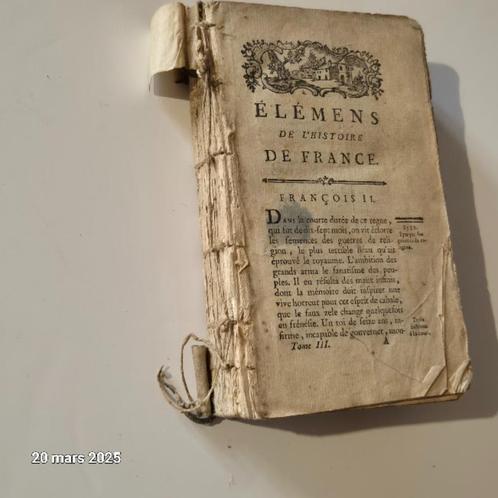 ÉLÉMENS
DE L'HISTOIRE
DE FRANCE.
FRANÇOIS II.
DANS la courte durée de ce regne,
qui fut de dix-sept mois, on vit éclorre
les semences des guerres de reli-
gion, le plus terrible fléau qu'ait
éprouvé le royaume. L'ambition des
grands arma le fanatisme des peu-
ples. Il en résulta des maux infinis,
dont la mémoire doit inspirer une
vive horreur pour cet esprit de cabale,
que le faux zele change quelquefois
en frénésie. Un roi de seize ans, in-
firme, incapable de gouverner, aban-
Tome III. A
20 mars 2025